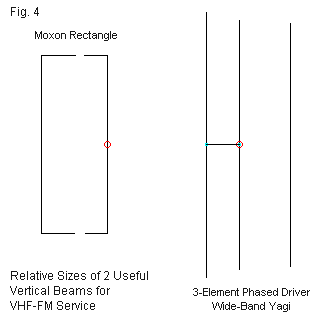 Fig. 4
Moxon Rectangle
Relative Sizes of 2 Useful
Vertical Beams for
VHF-FM Service
3-Element Phased Driver
Wide-Band Yagi